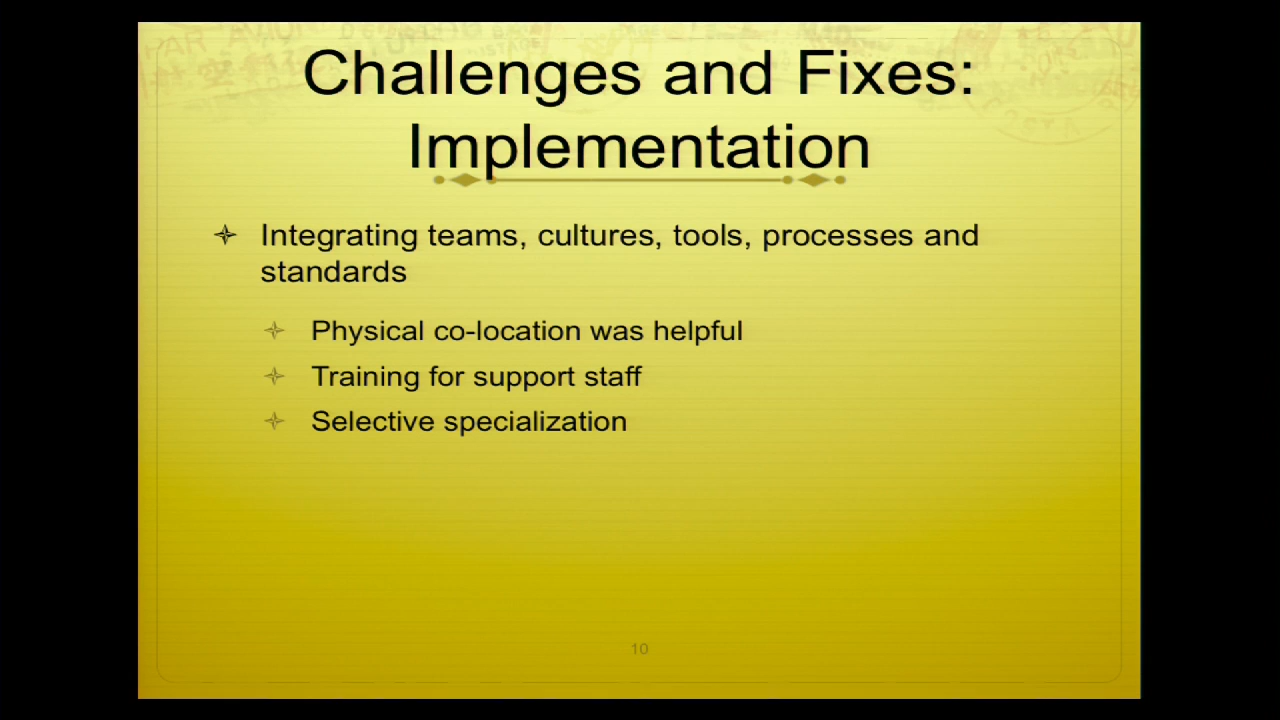 Challenges and Fixes:
Implementation
Integrating teams, cultures, tools, processes and
standards
Physical co-location was helpful
Training for support staff
Selective specialization
10